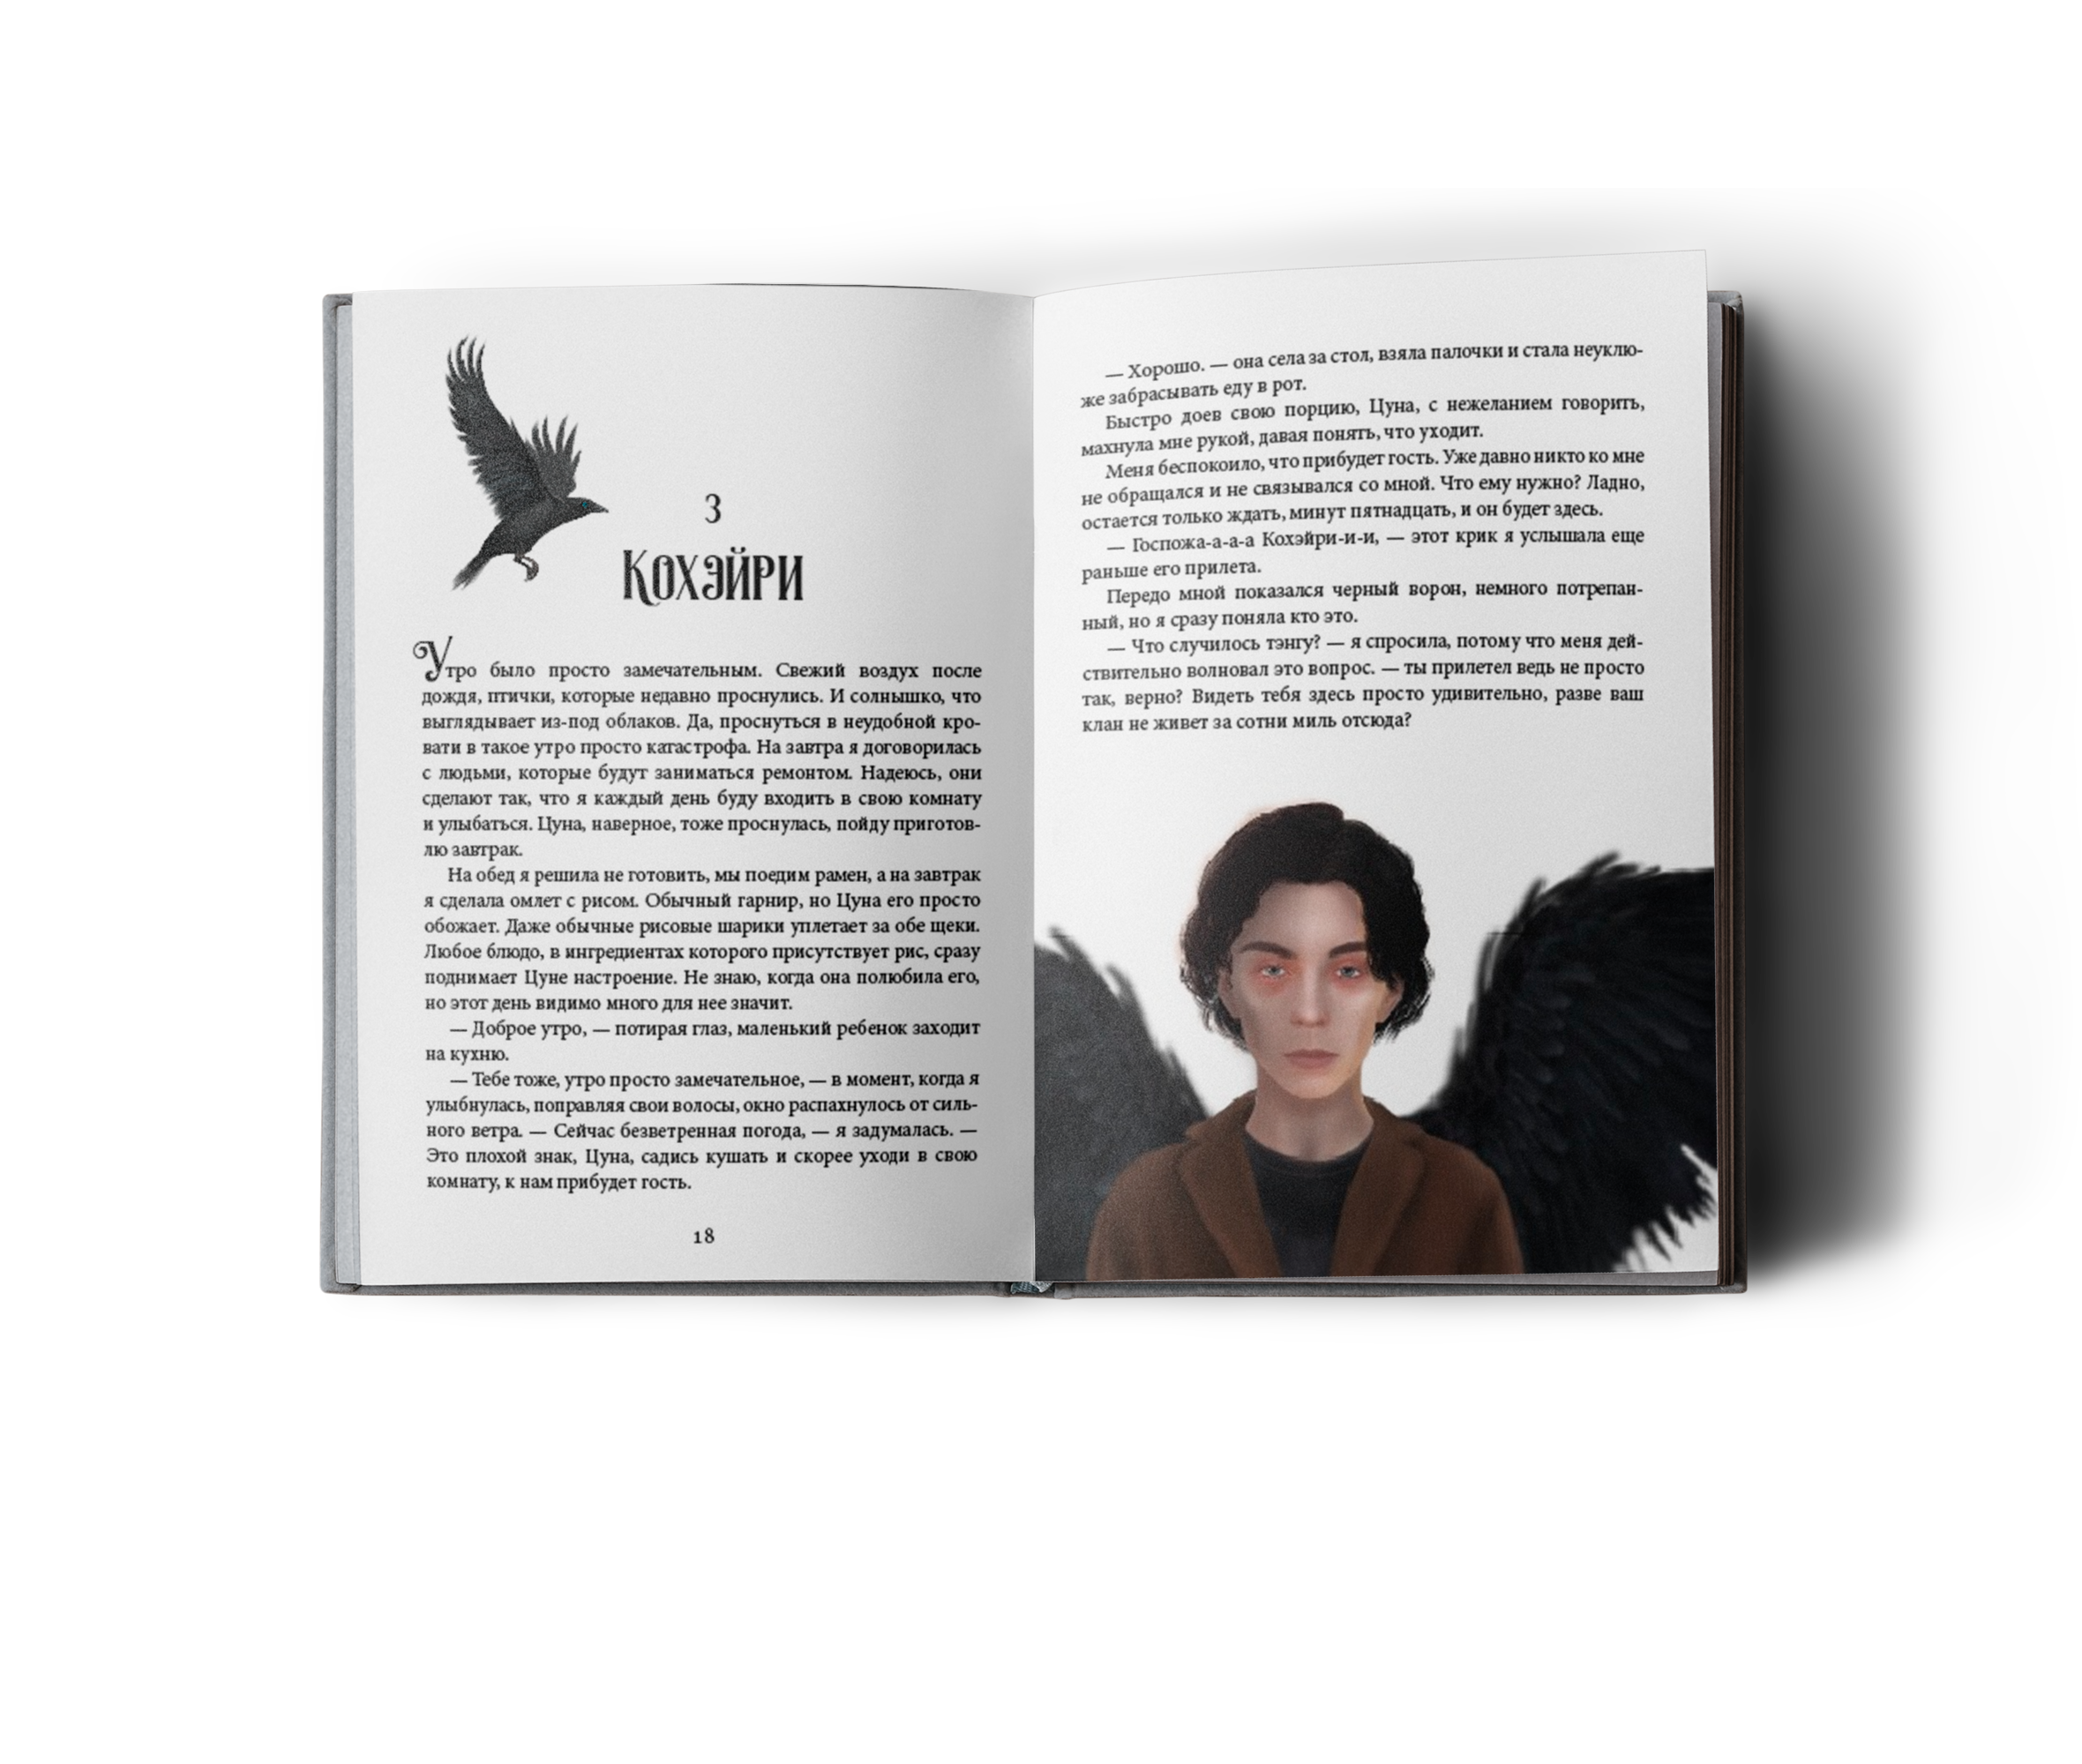 3
Кохэйри
Утро было просто замечательным. Свежий воздух после
дождя, птички, которые недавно проснулись. И солнышко, что
выглядывает из-под облаков. Да, проснуться в неудобной кро-
вати в такое утро просто катастрофа. На завтра я договорилась
с людьми, которые будут заниматься ремонтом. Надеюсь, они
сделают так, что я каждый день буду входить в свою комнату
и улыбаться. Цуна, наверное, тоже проснулась, пойду приготов-
лю завтрак.
На обед я решила не готовить, мы поедим рамен, а на завтрак
я сделала омлет с рисом. Обычный гарнир, но Цуна его просто
обожает. Даже обычные рисовые шарики уплетает за обе щеки.
Любое блюдо, в ингредиентах которого присутствует рис, сразу
поднимает Цуне настроение. Не знаю, когда она полюбила его,
но этот день видимо много для нее значит.
— Доброе утро, — потирая глаз, маленький ребенок заходит
на кухню.
— Тебе тоже, утро просто замечательное, — в момент, когда я
улыбнулась, поправляя свои волосы, окно распахнулось от силь-
ного ветра. — Сейчас безветренная погода, — я задумалась. —
Это плохой знак, Цуна, садись кушать и скорее уходи в свою
комнату, к нам прибудет гость.
18
— Хорошо. — она села за стол, взяла палочки и стала неуклю-
же забрасывать еду в рот.
Быстро доев свою порцию, Цуна, с нежеланием говорить,
махнула мне рукой, давая понять, что уходит.
Меня беспокоило, что прибудет гость. Уже давно никто ко мне
не обращался и не связывался со мной. Что ему нужно? Ладно,
остается только ждать, минут пятнадцать, и он будет здесь.
— Госпожа-а-а-а Кохэйри-и-и, — этот крик я услышала еще
раньше его прилета.
Передо мной показался черный ворон, немного потрепан-
ный, но я сразу поняла кто это.
— Что случилось тэнгу? — я спросила, потому что меня дей-
ствительно волновал это вопрос. — ты прилетел ведь не просто
так, верно? Видеть тебя здесь просто удивительно, разве ваш
клан не живет за сотни миль отсюда?